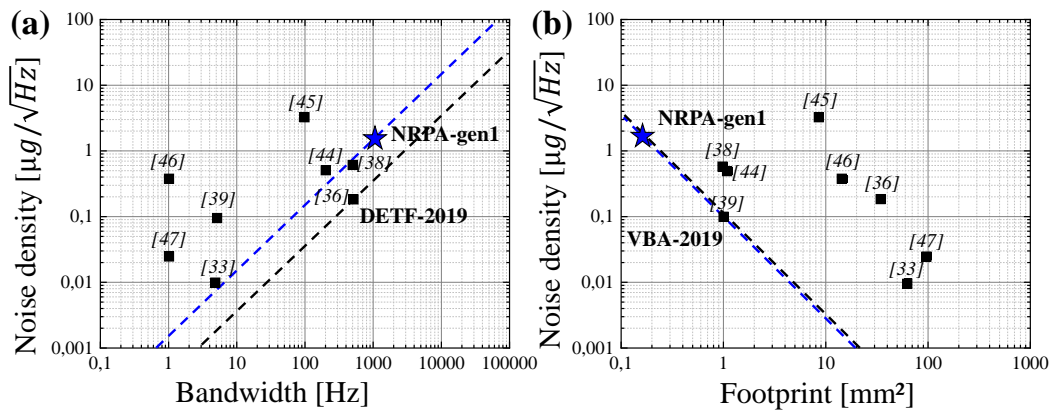 (a)
Noise density [µg/√Hz]
100
10
1
0,1
0,01
0,001
[45]
NRPA-gen1
[46]
[44]
[38]
[39]
[36]
DETF-2019
[47]
[33]
0,1 1 10 100 1000 10000 100000
Bandwidth [Hz]
(b)
Noise density [µg/√Hz]
100
10
1
0,1
0,01
0,001
[45]
NRPA-gen1
[38]
[44]
[46]
[36]
[39]
VBA-2019
[47]
[33]
0,1 1 10 100 1000
Footprint [mm²]